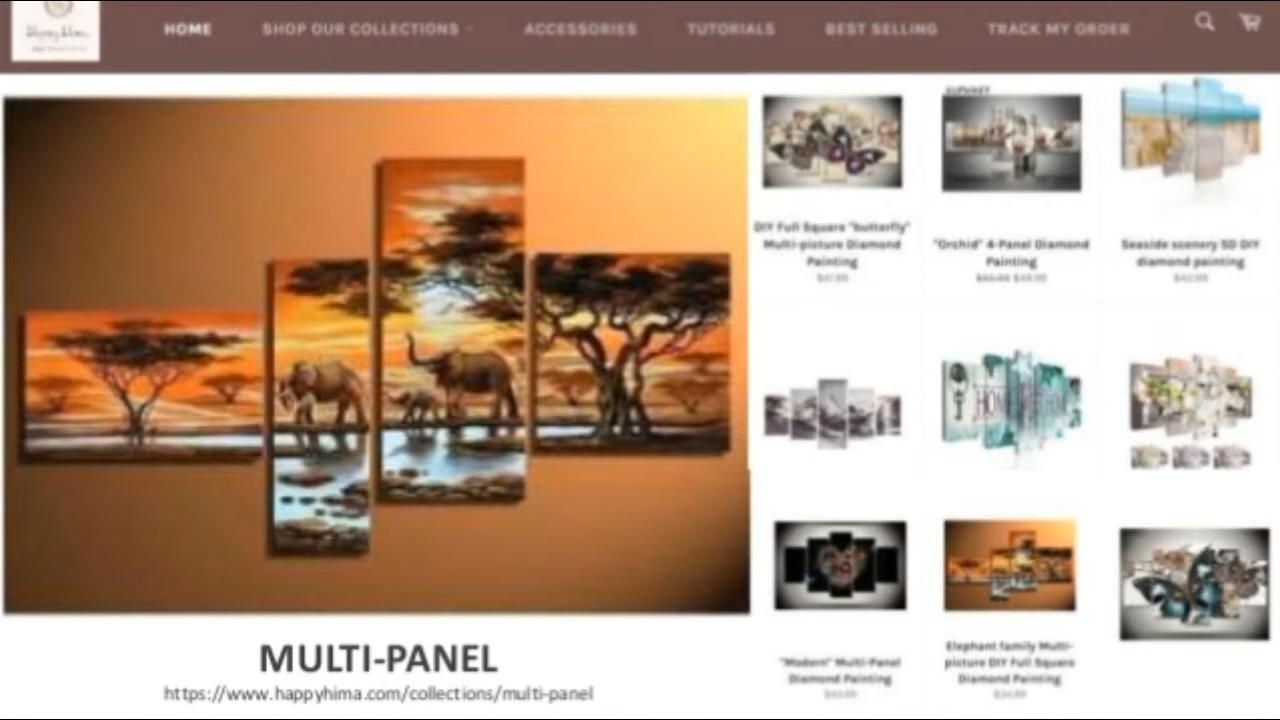 HOME SHOP OUR COLLECTIONS ACCESSORIES TUTORIALS BEST SELLING TRACK MY ORDER
DIY Full Square "butterfly"
Multi-picture Diamond
Painting
"Orchid" 4-Panel Diamond
Painting
Seaside scenery 5D DIY
diamond painting
HOME
"Modern" Multi-Panel
Diamond Painting
Elephant family Multi-
picture DIY Full Square
Diamond Painting
MULTI-PANEL
https://www.happyhima.com/collections/multi-panel